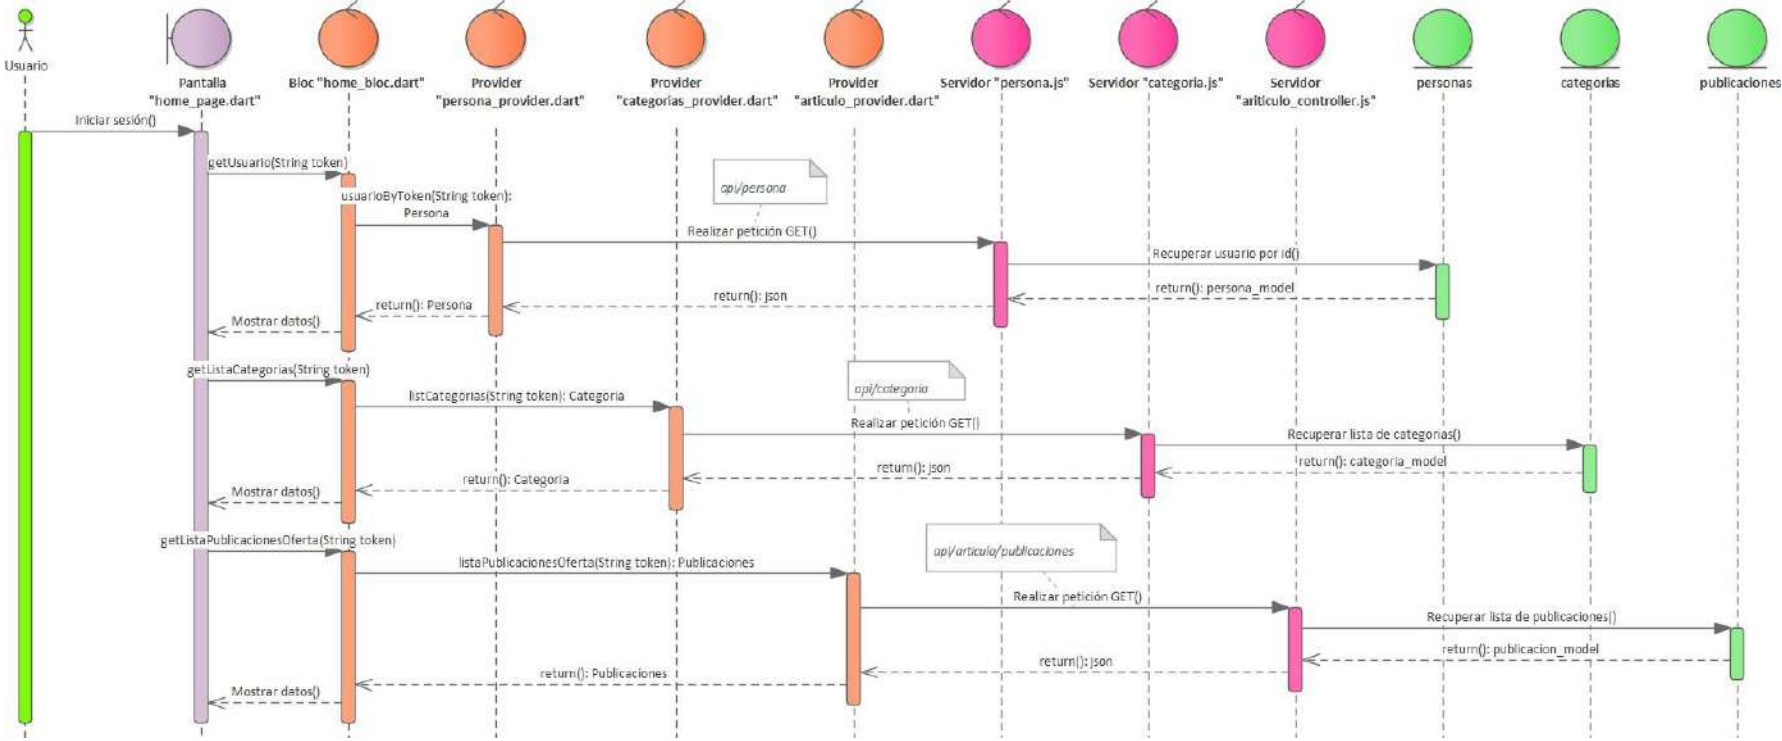 Usuario
Pantalla
"home_page.dart"
Bloc "home_bloc.dart"
Provider
"persona_provider.dart"
Provider
"categorias_provider.dart"
Provider
"articulo_provider.dart"
Servidor "persona.js"
Servidor "categoria.js"
Servidor
"ariticulo_controller.js"
personas
categorias
publicaciones
Iniciar sesión()
getUsuario(String token)
usuarioByToken(String token):
Persona
api/persona
Realizar petición GET()
Recuperar usuario por id()
return(): persona_model
return(): json
return(): Persona
Mostrar datos()
getListaCategorias(String token)
listCategorias(String token): Categoria
api/categoria
Realizar petición GET()
Recuperar lista de categorias()
return(): categoria_model
return(): json
return(): Categoria
Mostrar datos()
getListaPublicacionesOferta(String token)
listaPublicacionesOferta(String token): Publicaciones
api/articulo/publicaciones
Realizar petición GET()
Recuperar lista de publicaciones()
return(): publicacion_model
return(): json
return(): Publicaciones
Mostrar datos()